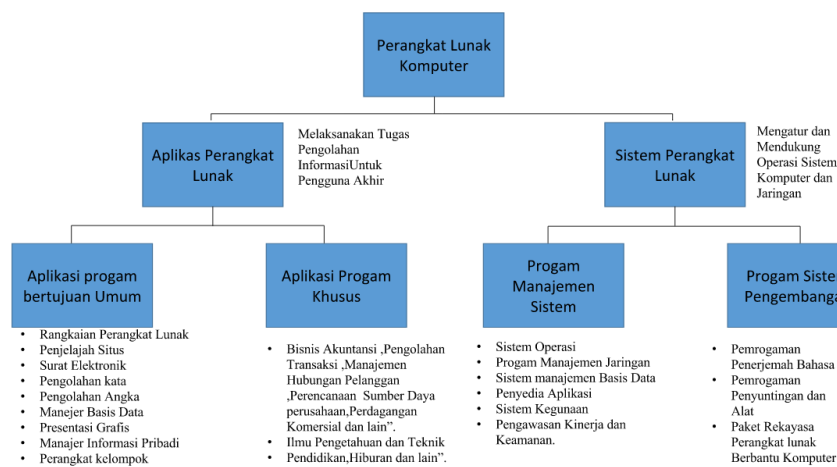 Perangkat Lunak
Komputer
Aplikas Perangkat
Lunak
Melaksanakan Tugas
Pengolahan
InformasiUntuk
Pengguna Akhir
Sistem Perangkat
Lunak
Mengatur dan
Mendukung
Operasi Sistem
Komputer dan
Jaringan
Aplikasi progam
bertujuan Umum
• Rangkaian Perangkat Lunak
• Penjelajah Situs
• Surat Elektronik
• Pengolahan kata
• Pengolahan Angka
• Manejer Basis Data
• Presentasi Grafis
• Manajer Informasi Pribadi
• Perangkat kelompok
Aplikasi Progam
Khusus
• Bisnis Akuntansi ,Pengolahan
Transaksi ,Manajemen
Hubungan Pelanggan
,Perencanaan Sumber Daya
perusahaan,Perdagangan
Komersial dan lain”.
• Ilmu Pengetahuan dan Teknik
• Pendidikan,Hiburan dan lain”.
Progam
Manajemen
Sistem
• Sistem Operasi
• Progam Manajemen Jaringan
• Sistem manajemen Basis Data
• Penyedia Aplikasi
• Sistem Kegunaan
• Pengawasan Kinerja dan
Keamanan.
Progam Siste
Pengembanga
• Pemrogaman
Penerjemah Bahasa
• Pemrogaman
Penyuntingan dan
Alat
• Paket Rekayasa
Perangkat lunak
Berbantu Komputer